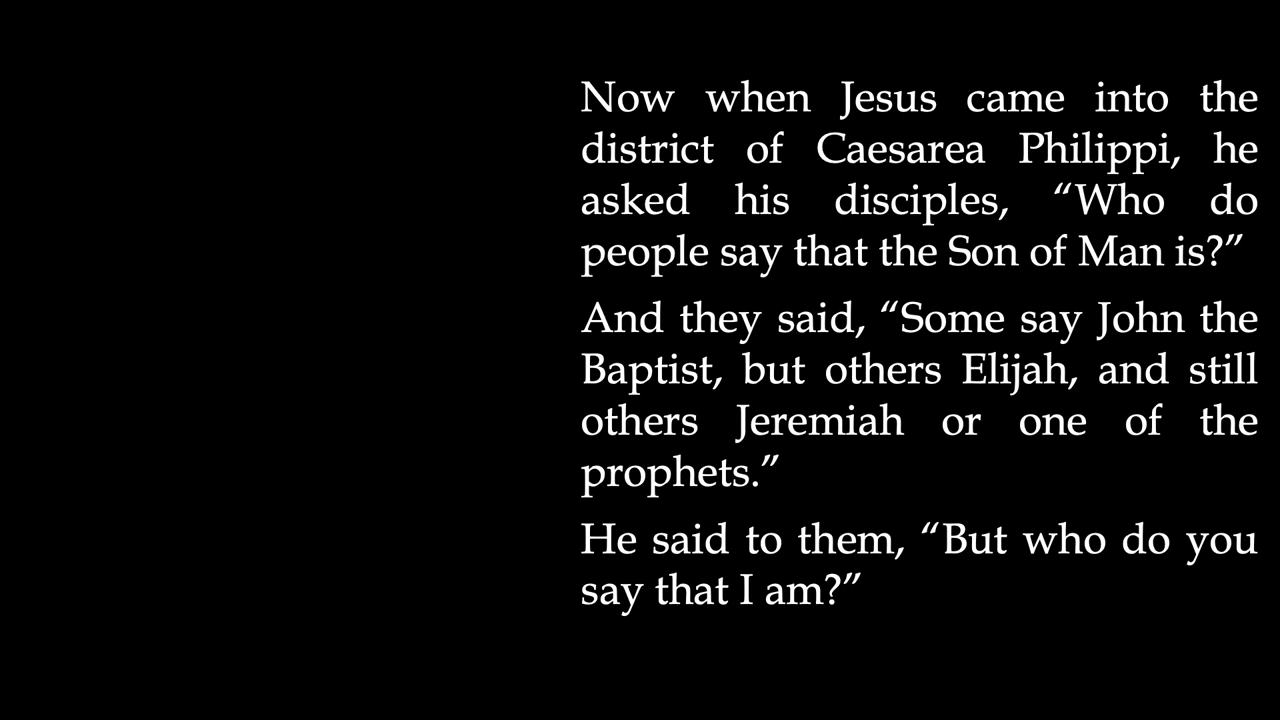 Now when Jesus came into the
district of Caesarea Philippi, he
asked his disciples, “Who do
people say that the Son of Man is?”
And they said, “Some say John the
Baptist, but others Elijah, and still
others Jeremiah or one of the
prophets.”
He said to them, “But who do you
say that I am?”